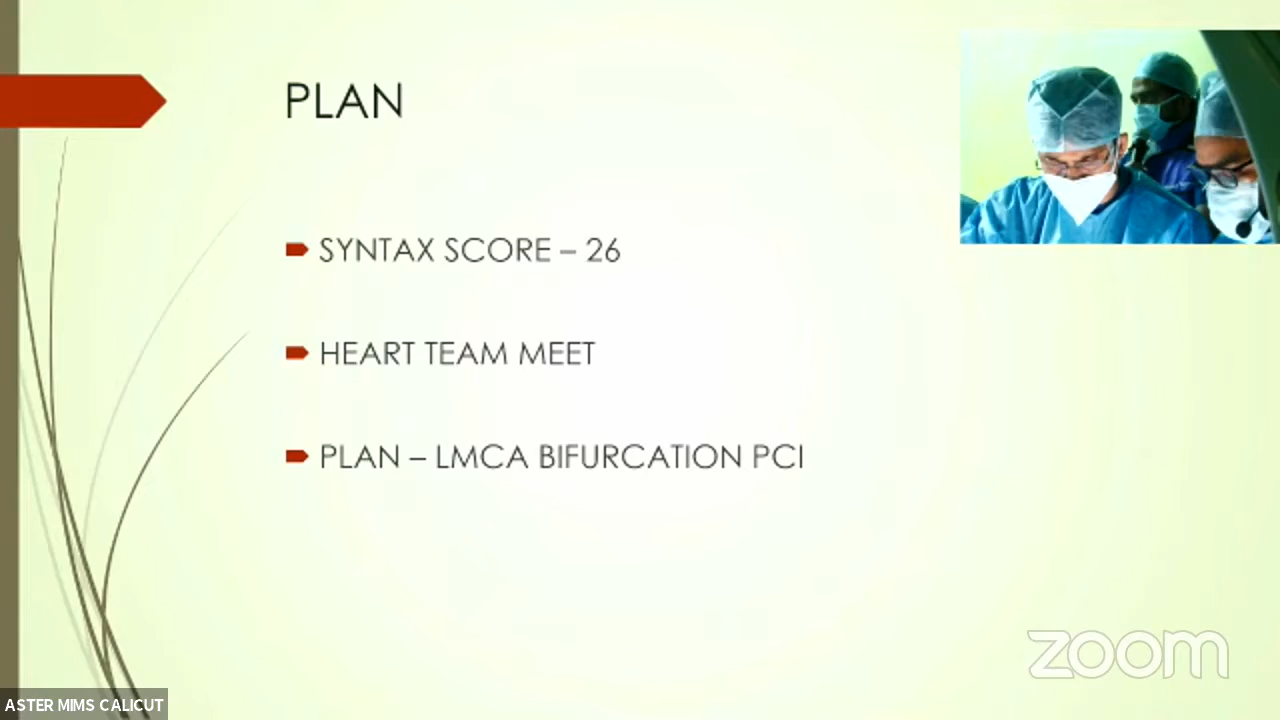 PLAN
SYNTAX SCORE – 26
HEART TEAM MEET
PLAN – LMCA BIFURCATION PCI
zoom
ASTER MIMS CALICUT